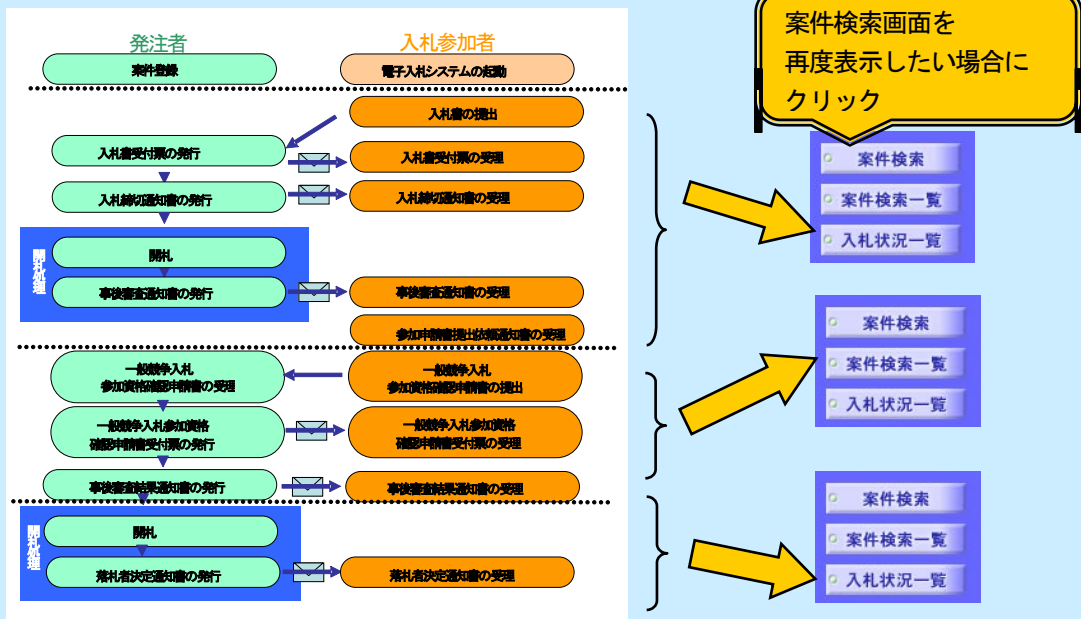 発注者
入札参加者
案件登録
電子入札システムの起動
入札書の提出
入札書受付票の発行
入札書受付票の受理
入札締切通知書の発行
入札締切通知書の受理
開札処理
開札
事後審査通知書の発行
事後審査通知書の受理
参加申請書提出依頼通知書の受理
一般競争入札
参加資格確認申請書の受理
一般競争入札
参加資格確認申請書の提出
一般競争入札参加資格
確認申請書受付票の発行
一般競争入札参加資格
確認申請書受付票の受理
事後審査結果通知書の発行
事後審査結果通知書の受理
開札処理
開札
落札者決定通知書の発行
落札者決定通知書の受理
案件検索画面を
再度表示したい場合に
クリック
案件検索
案件検索一覧
入札状況一覧
案件検索
案件検索一覧
入札状況一覧
案件検索
案件検索一覧
入札状況一覧